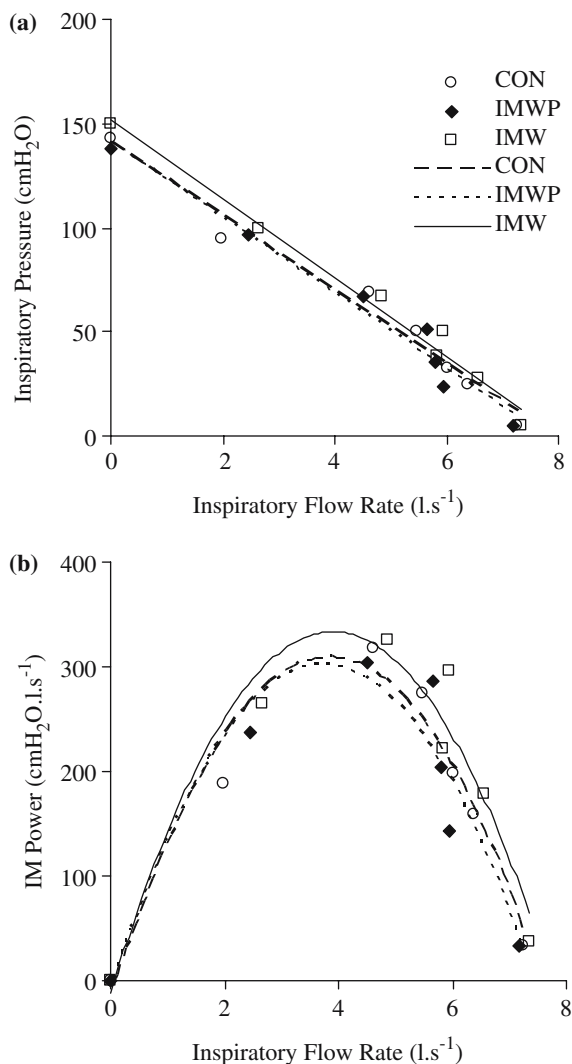 (a)
200
150
100
50
0
Inspiratory Pressure (cmH₂O)
CON
IMWP
IMW
CON
IMWP
IMW
0 2 4 6 8
Inspiratory Flow Rate (l.s⁻¹)
(b)
400
300
200
100
0
IM Power (cmH₂O.l.s⁻¹)
0 2 4 6 8
Inspiratory Flow Rate (l.s⁻¹)